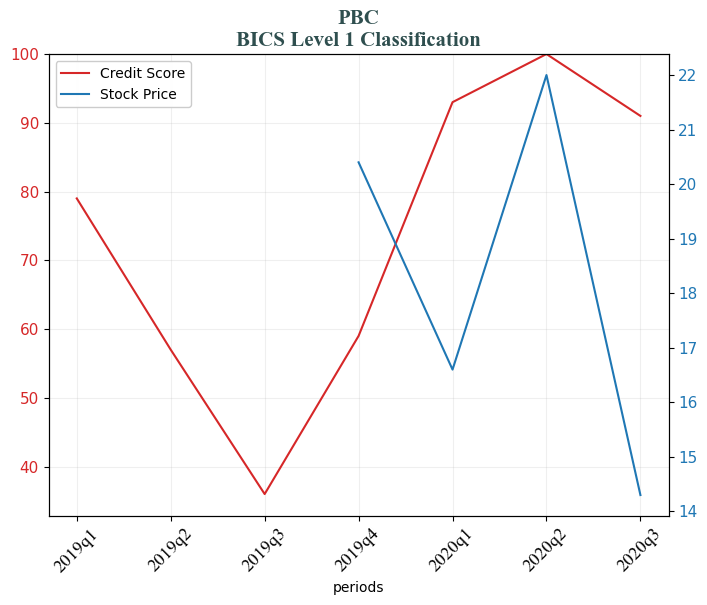 PBC
BICS Level 1 Classification
Credit Score
Stock Price
100
90
80
70
60
50
40
22
21
20
19
18
17
16
15
14
2019q1
2019q2
2019q3
2019q4
2020q1
2020q2
2020q3
periods